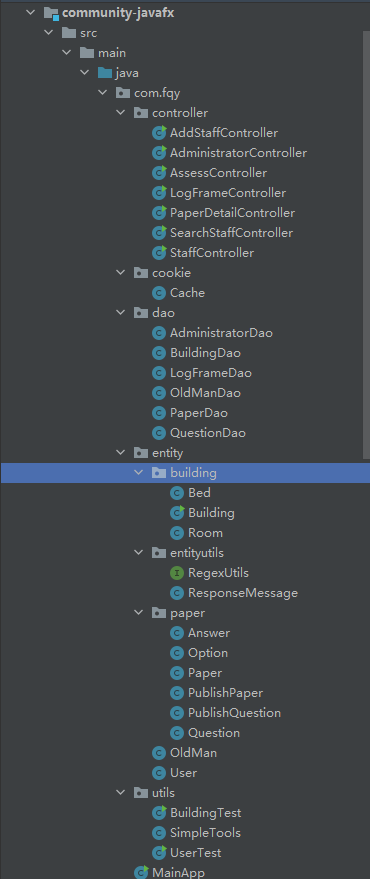 community-javafx
src
main
java
com.fqy
controller
AddStaffController
AdministratorController
AssessController
LogFrameController
PaperDetailController
SearchStaffController
StaffController
cookie
Cache
dao
AdministratorDao
BuildingDao
LogFrameDao
OldManDao
PaperDao
QuestionDao
entity
building
Bed
Building
Room
entityutils
RegexUtils
ResponseMessage
paper
Answer
Option
Paper
PublishPaper
PublishQuestion
Question
OldMan
User
utils
BuildingTest
SimpleTools
UserTest
MainApp